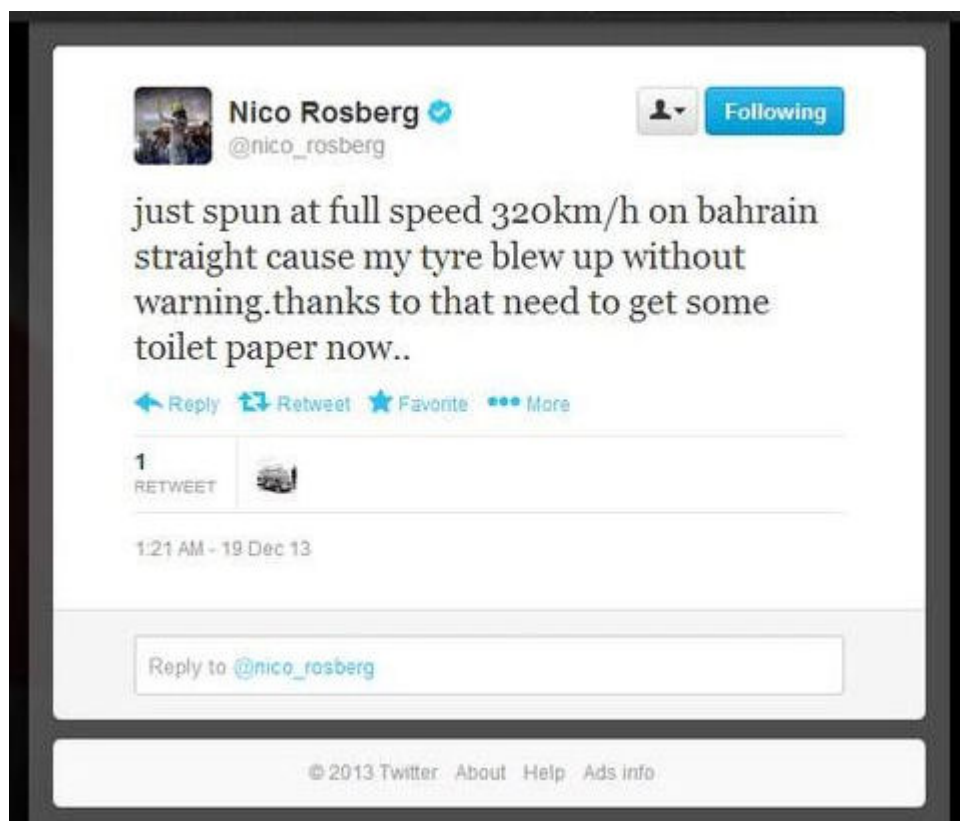 Nico Rosberg
Following
@nico_rosberg
just spun at full speed 320km/h on bahrain
straight cause my tyre blew up without
warning.thanks to that need to get some
toilet paper now..
Reply Retweet Favorite More
1
RETWEET
1:21 AM - 19 Dec 13
Reply to @nico_rosberg
© 2013 Twitter About Help Ads info